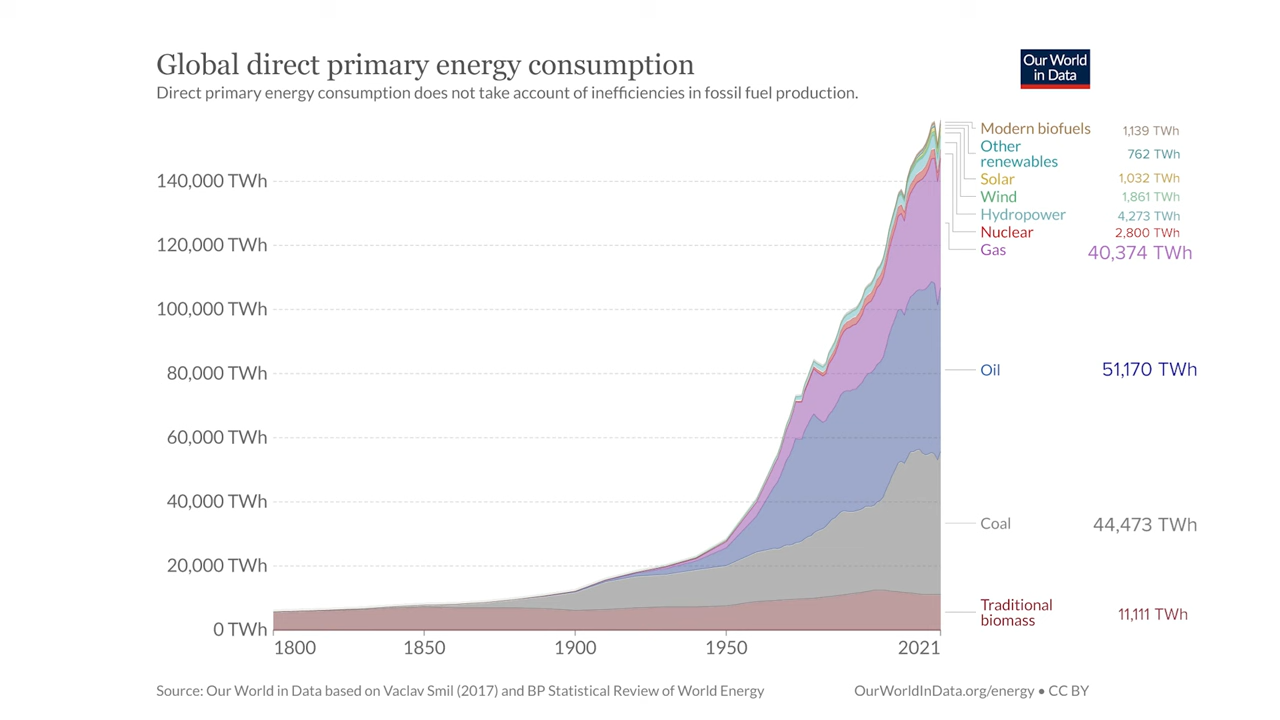 Global direct primary energy consumption
Direct primary energy consumption does not take account of inefficiencies in fossil fuel production.
Our World
in Data
140,000 TWh
120,000 TWh
100,000 TWh
80,000 TWh
60,000 TWh
40,000 TWh
20,000 TWh
0 TWh
1800
1850
1900
1950
2021
Modern biofuels 1,139 TWh
Other
renewables 762 TWh
Solar 1,032 TWh
Wind 1,861 TWh
Hydropower 4,273 TWh
Nuclear 2,800 TWh
Gas 40,374 TWh
Oil 51,170 TWh
Coal 44,473 TWh
Traditional
biomass 11,111 TWh
Source: Our World in Data based on Vaclav Smil (2017) and BP Statistical Review of World Energy
OurWorldInData.org/energy • CC BY